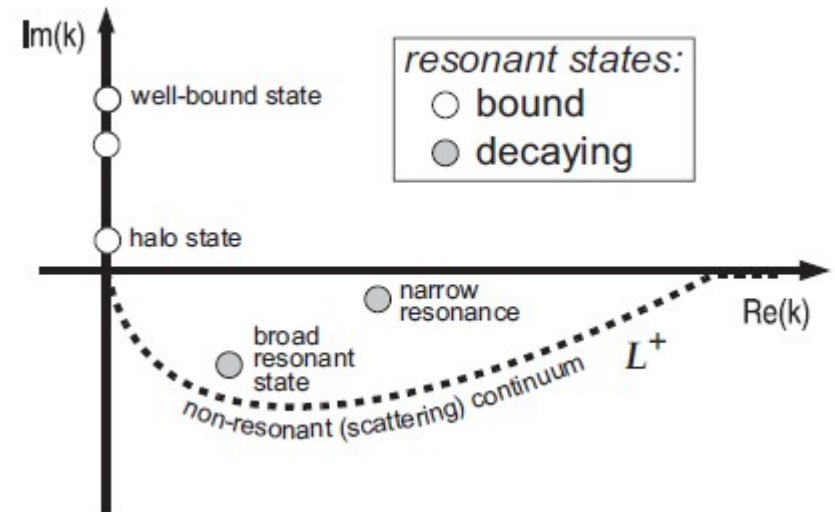 Im(k)
well-bound state
halo state
resonant states:
bound
decaying
narrow
resonance
Re(k)
broad
resonant
state
L+
non-resonant (scattering) continuum